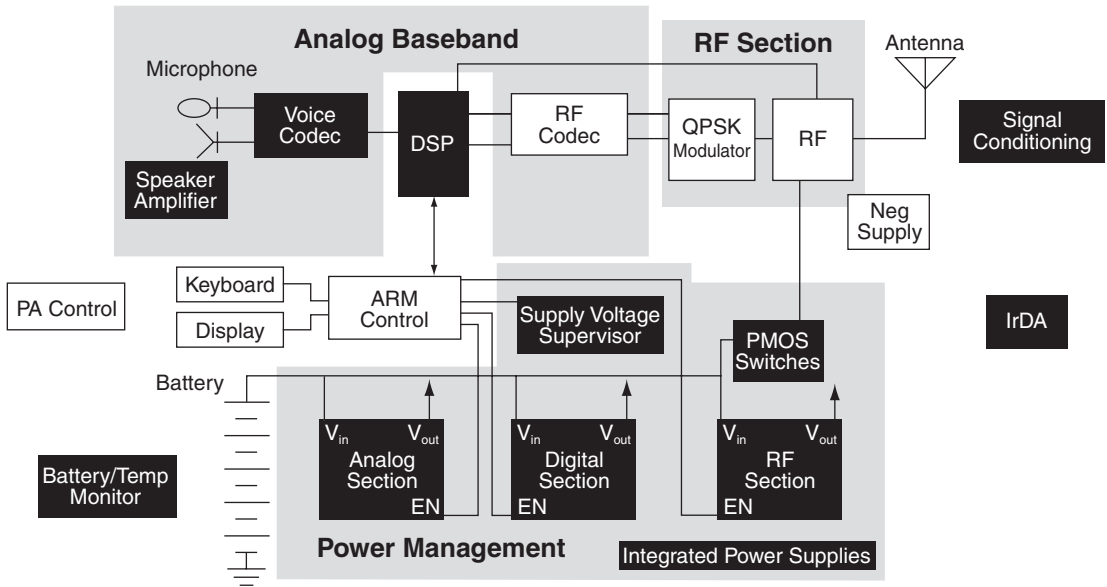 Analog Baseband
RF Section
Antenna
Microphone
Voice
Codec
DSP
RF
Codec
QPSK
Modulator
RF
Signal
Conditioning
Speaker
Amplifier
Neg
Supply
Keyboard
Display
ARM
Control
PA Control
Supply Voltage
Supervisor
PMOS
Switches
IrDA
Battery
Vin
Vout
Analog
Section
EN
Vin
Vout
Digital
Section
EN
Vin
Vout
RF
Section
EN
Battery/Temp
Monitor
Power Management
Integrated Power Supplies